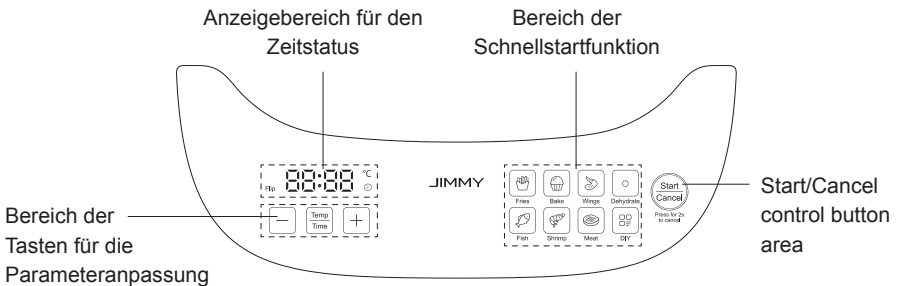 Anzeigebereich für den
Zeitstatus
Bereich der
Schnellstartfunktion
Flip 88:88 °C
JIMMY
Fries Bake Wings Dehydrate
Start
Cancel
Press for 2s
to cancel
− Temp +
Time
Fish Shrimp Meat DIY
Bereich der
Tasten für die
Parameteranpassung
Start/Cancel
control button
area